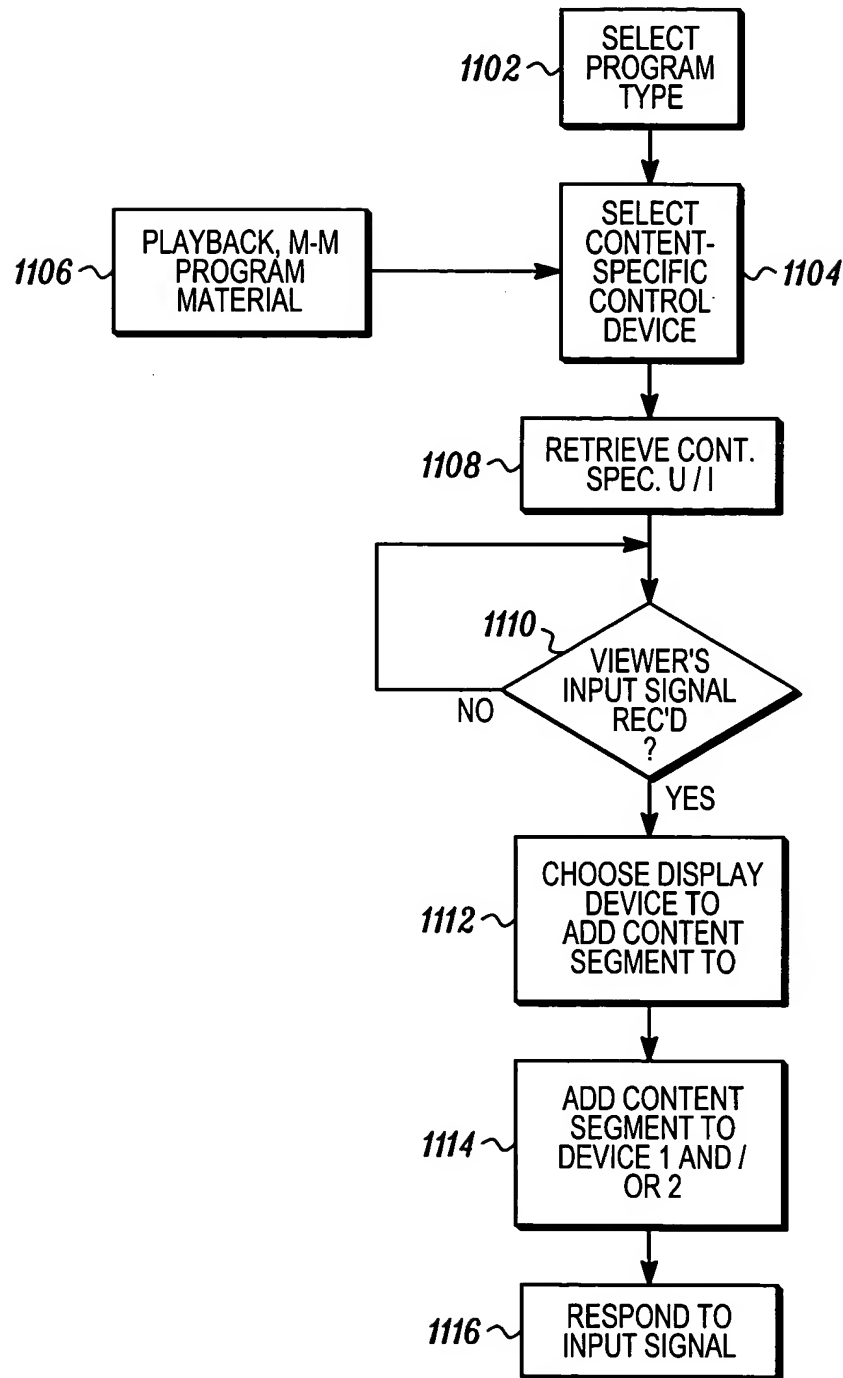 1102
SELECT
PROGRAM
TYPE
1106
PLAYBACK, M-M
PROGRAM
MATERIAL
SELECT
CONTENT-
SPECIFIC
CONTROL
DEVICE
1104
1108
RETRIEVE CONT.
SPEC. U / I
1110
VIEWER'S
INPUT SIGNAL
REC'D
?
NO
YES
1112
CHOOSE DISPLAY
DEVICE TO
ADD CONTENT
SEGMENT TO
1114
ADD CONTENT
SEGMENT TO
DEVICE 1 AND /
OR 2
1116
RESPOND TO
INPUT SIGNAL